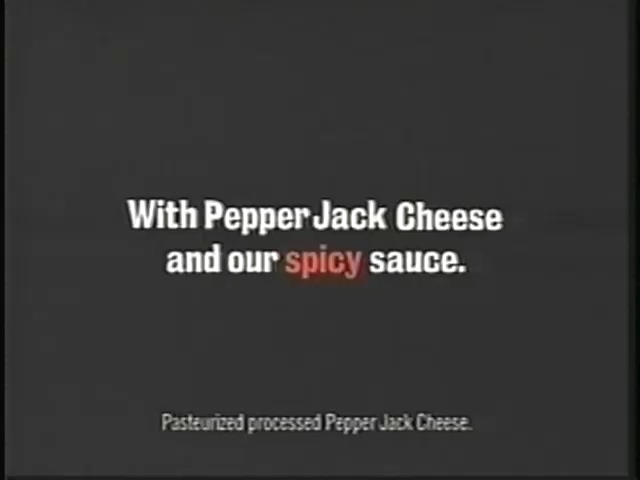 With Pepper Jack Cheese
and our spicy sauce.
Pasteurized processed Pepper Jack Cheese.